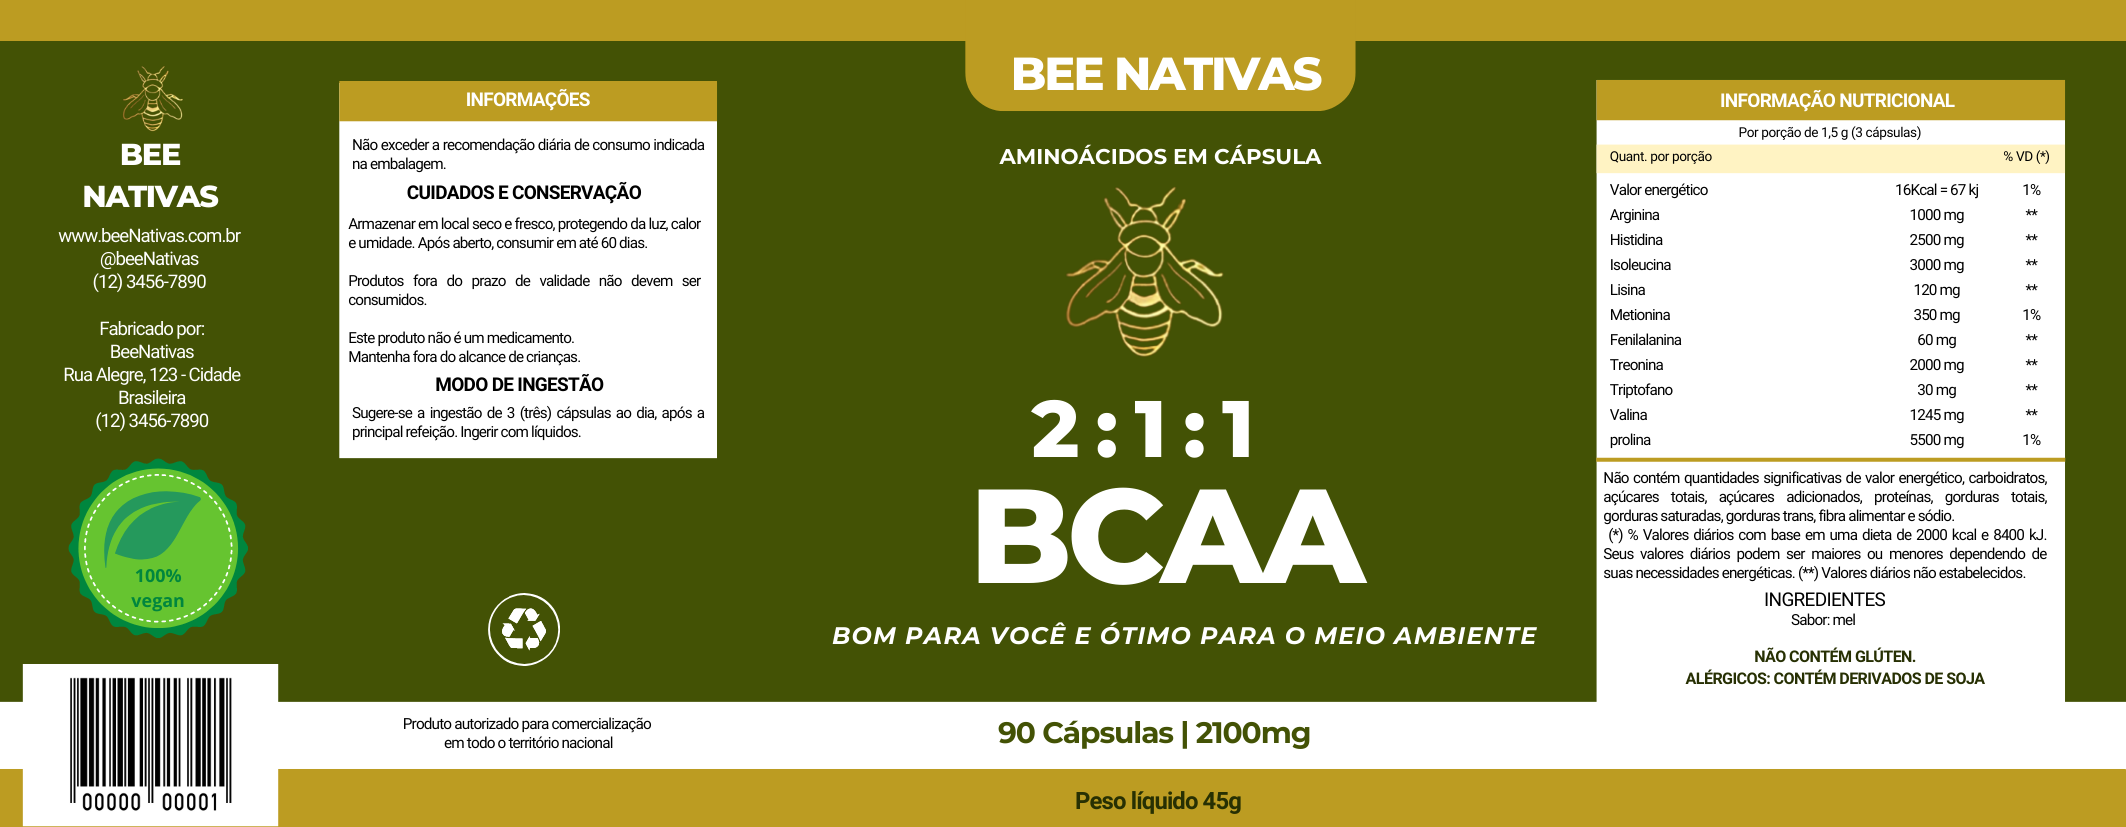 BEE
NATIVAS
www.beeNativas.com.br
@beeNativas
(12) 3456-7890
Fabricado por:
BeeNativas
Rua Alegre, 123 - Cidade
Brasileira
(12) 3456-7890
100%
vegan
00000 00001
INFORMAÇÕES
Não exceder a recomendação diária de consumo indicada
na embalagem.
CUIDADOS E CONSERVAÇÃO
Armazenar em local seco e fresco, protegendo da luz, calor
e umidade. Após aberto, consumir em até 60 dias.
Produtos fora do prazo de validade não devem ser
consumidos.
Este produto não é um medicamento.
Mantenha fora do alcance de crianças.
MODO DE INGESTÃO
Sugere-se a ingestão de 3 (três) cápsulas ao dia, após a
principal refeição. Ingerir com líquidos.
Produto autorizado para comercialização
em todo o território nacional
BEE NATIVAS
AMINOÁCIDOS EM CÁPSULA
2:1:1
BCAA
BOM PARA VOCÊ E ÓTIMO PARA O MEIO AMBIENTE
90 Cápsulas | 2100mg
Peso líquido 45g
INFORMAÇÃO NUTRICIONAL
Por porção de 1,5 g (3 cápsulas)
Quant. por porção % VD (*)
Valor energético 16Kcal = 67 kj 1%
Arginina 1000 mg **
Histidina 2500 mg **
Isoleucina 3000 mg **
Lisina 120 mg **
Metionina 350 mg 1%
Fenilalanina 60 mg **
Treonina 2000 mg **
Triptofano 30 mg **
Valina 1245 mg **
prolina 5500 mg 1%
Não contém quantidades significativas de valor energético, carboidratos,
açúcares totais, açúcares adicionados, proteínas, gorduras totais,
gorduras saturadas, gorduras trans, fibra alimentar e sódio.
(*) % Valores diários com base em uma dieta de 2000 kcal e 8400 kJ.
Seus valores diários podem ser maiores ou menores dependendo de
suas necessidades energéticas. (**) Valores diários não estabelecidos.
INGREDIENTES
Sabor: mel
NÃO CONTÉM GLÚTEN.
ALÉRGICOS: CONTÉM DERIVADOS DE SOJA